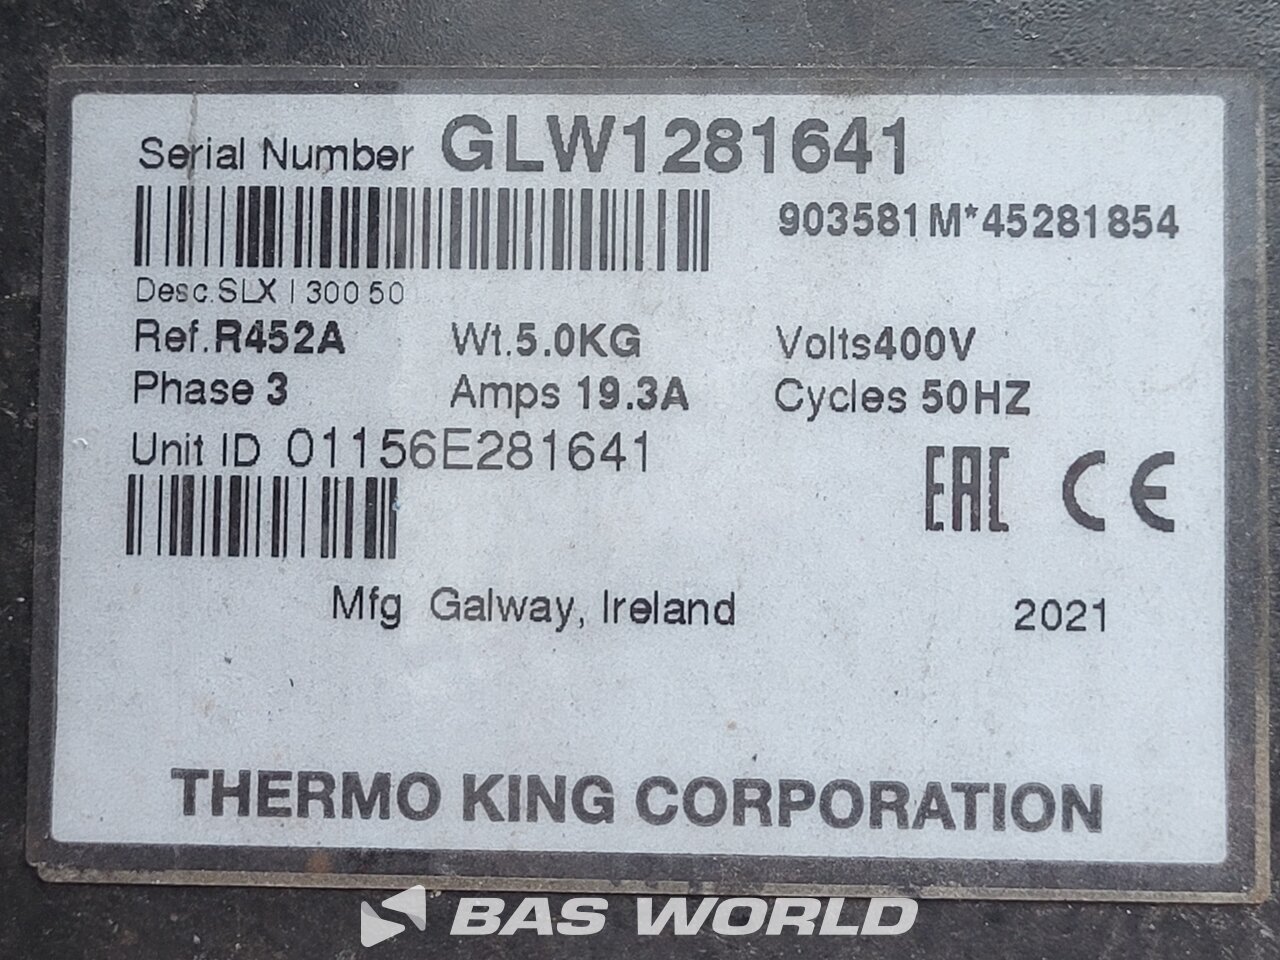 Serial Number GLW1281641
903581M*45281854
Desc.SLX I 300 50
Ref.R452A Wt.5.0KG Volts400V
Phase 3 Amps 19.3A Cycles 50HZ
Unit ID 01156E281641
EAC CE
Mfg Galway, Ireland 2021
THERMO KING CORPORATION
BAS WORLD